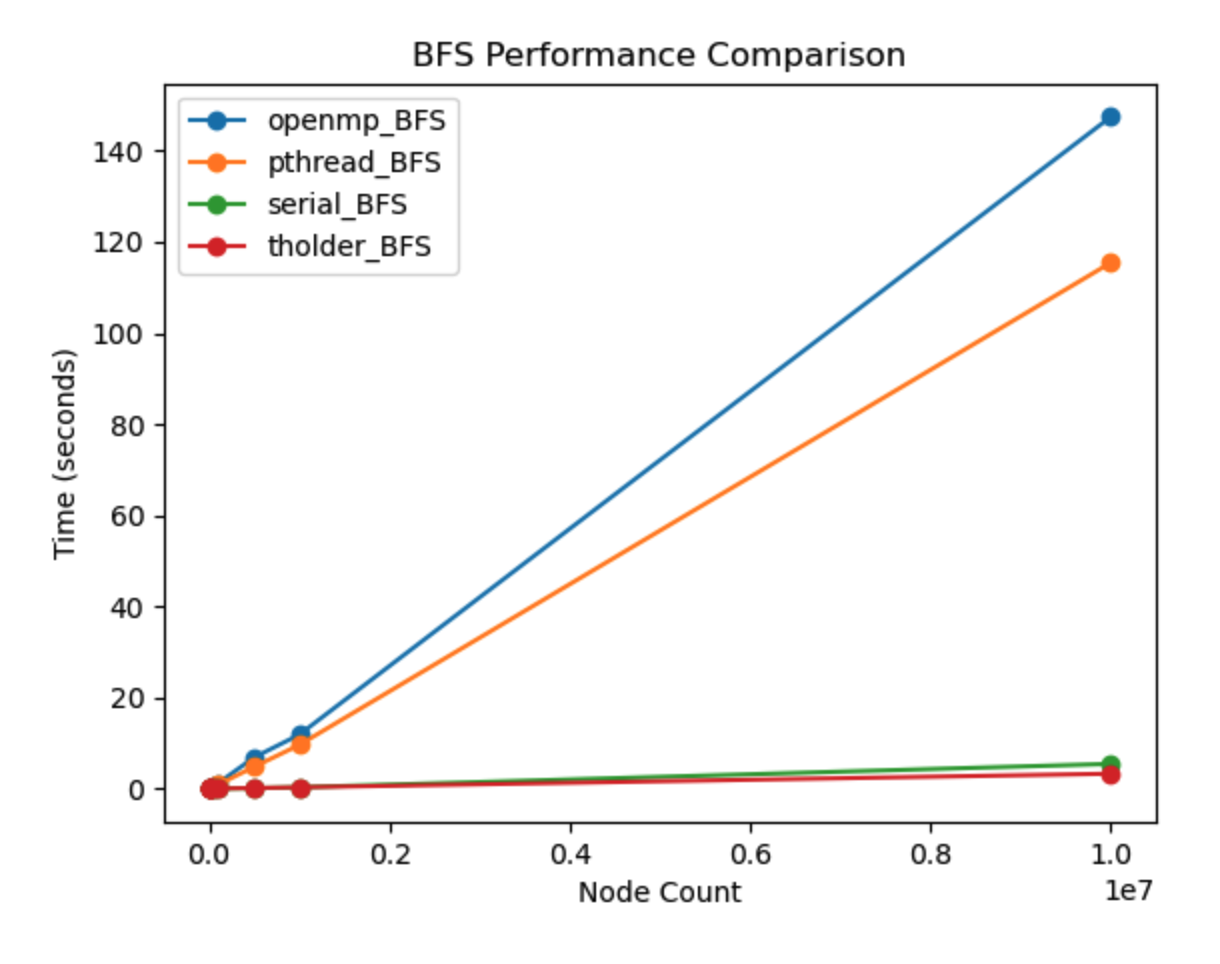 BFS Performance Comparison
openmp_BFS
pthread_BFS
serial_BFS
tholder_BFS
140
120
100
80
60
40
20
0
Time (seconds)
0.0 0.2 0.4 0.6 0.8 1.0
1e7
Node Count